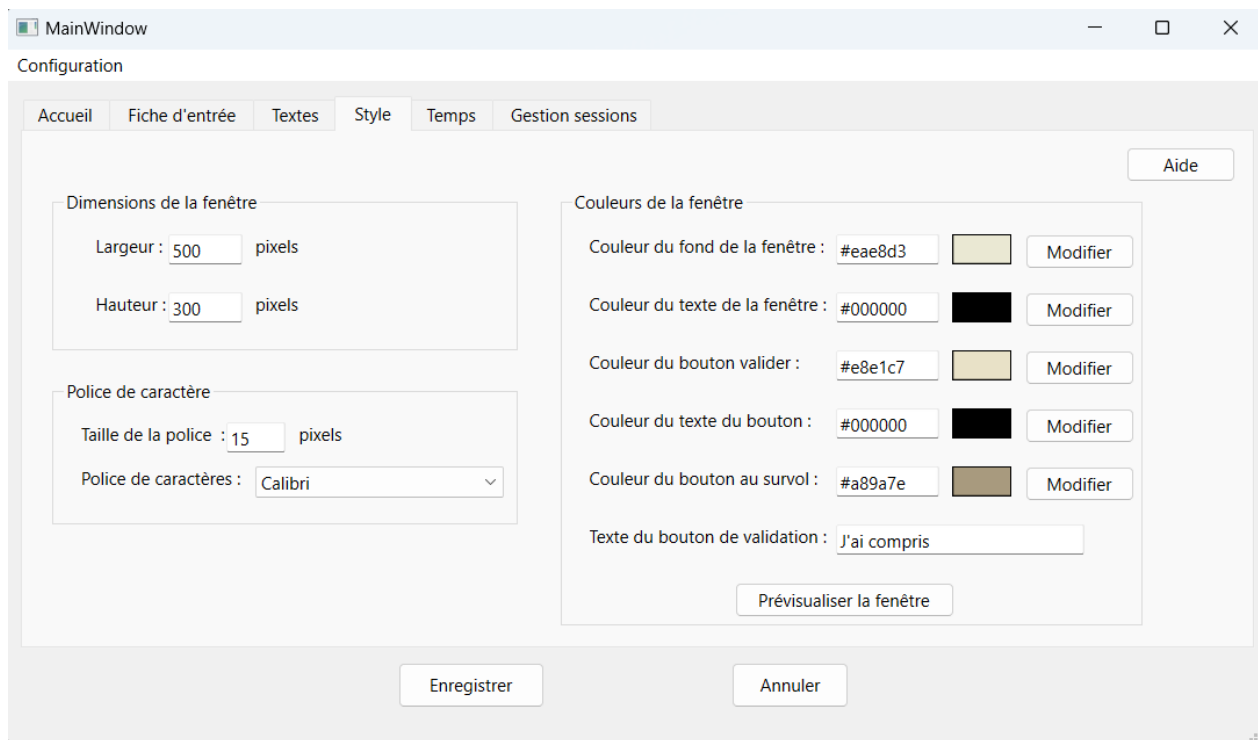 MainWindow
Configuration
Accueil Fiche d'entrée Textes Style Temps Gestion sessions
Aide
Dimensions de la fenêtre
Largeur : 500 pixels
Hauteur : 300 pixels
Police de caractère
Taille de la police : 15 pixels
Police de caractères : Calibri
Couleurs de la fenêtre
Couleur du fond de la fenêtre : #eae8d3 Modifier
Couleur du texte de la fenêtre : #000000 Modifier
Couleur du bouton valider : #e8e1c7 Modifier
Couleur du texte du bouton : #000000 Modifier
Couleur du bouton au survol : #a89a7e Modifier
Texte du bouton de validation : J'ai compris
Prévisualiser la fenêtre
Enregistrer Annuler